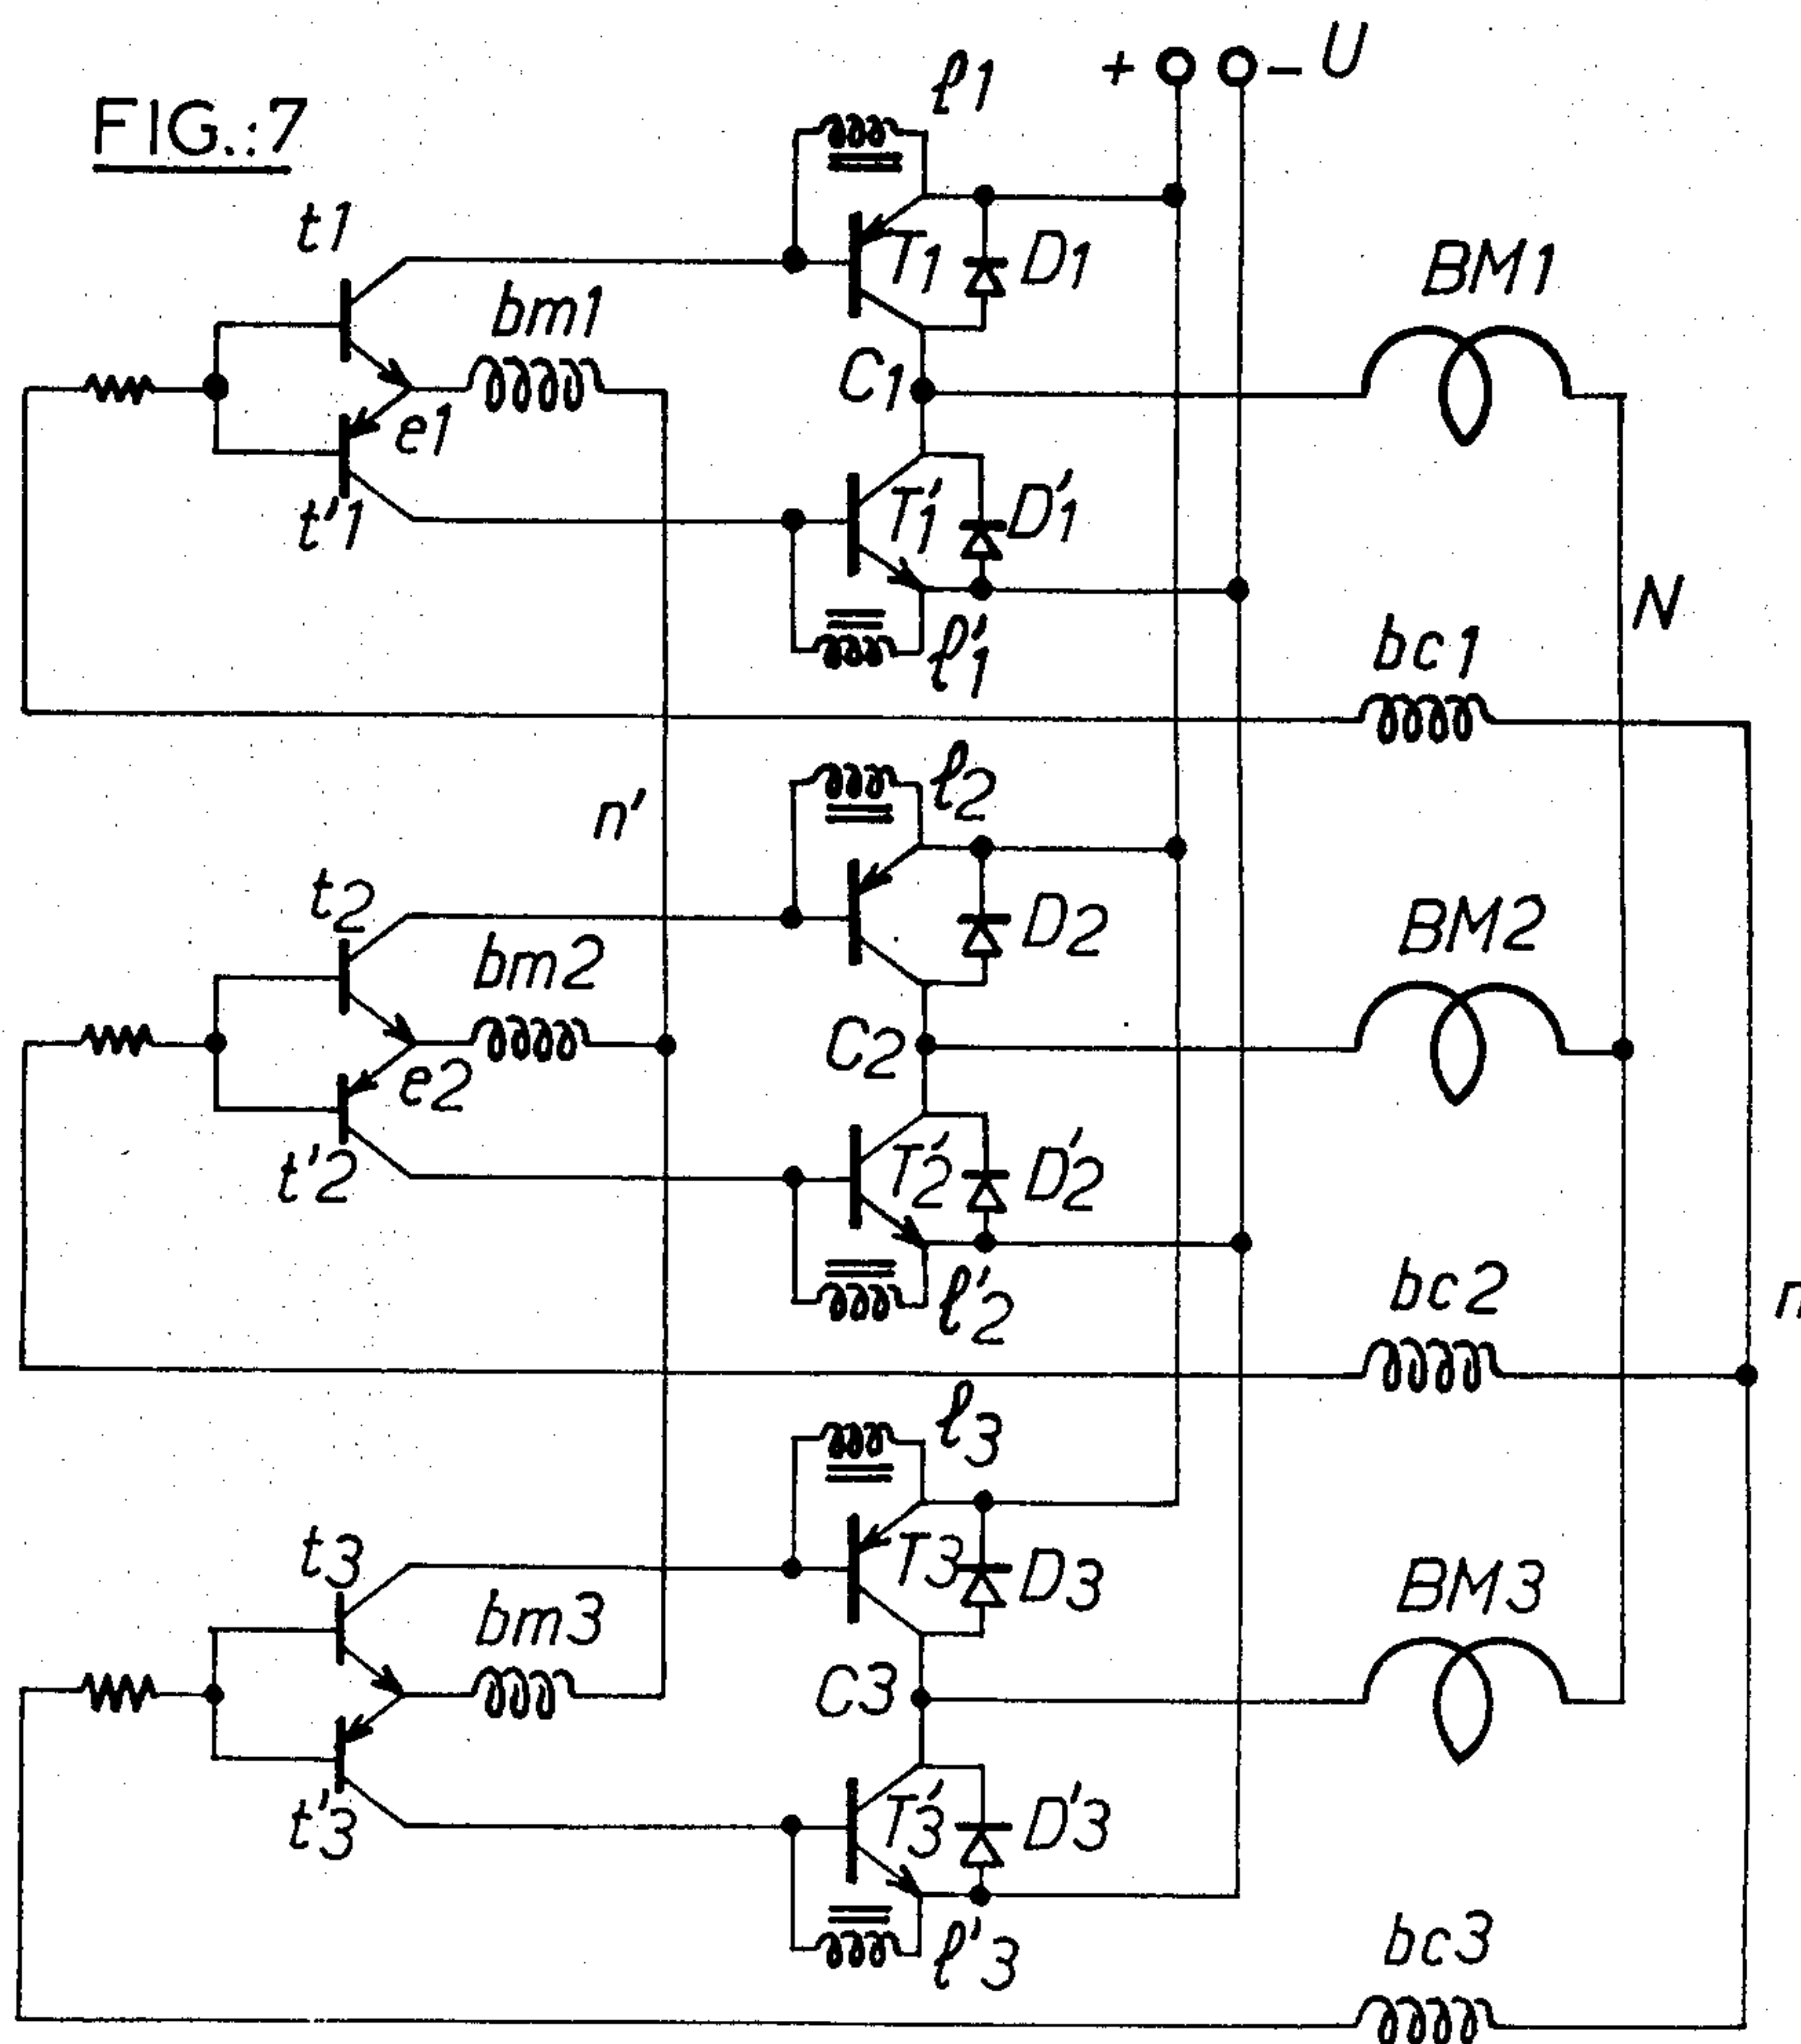 FIG.:7
+ - U
l1
t1
T1 D1
BM1
bm1
C1
e1
t'1
T'1 D'1
l'1
N
bc1
l2
n'
t2
D2
BM2
bm2
C2
e2
t'2
T'2 D'2
l'2
bc2
n
l3
t3
T3 D3
BM3
bm3
C3
t'3
T'3 D'3
l'3
bc3